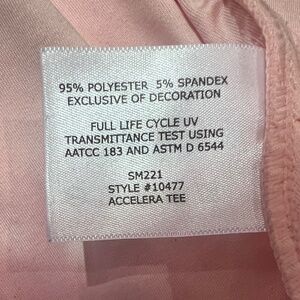 95% POLYESTER 5% SPANDEX
EXCLUSIVE OF DECORATION
FULL LIFE CYCLE UV
TRANSMITTANCE TEST USING
AATCC 183 AND ASTM D 6544
SM221
STYLE #10477
ACCELERA TEE